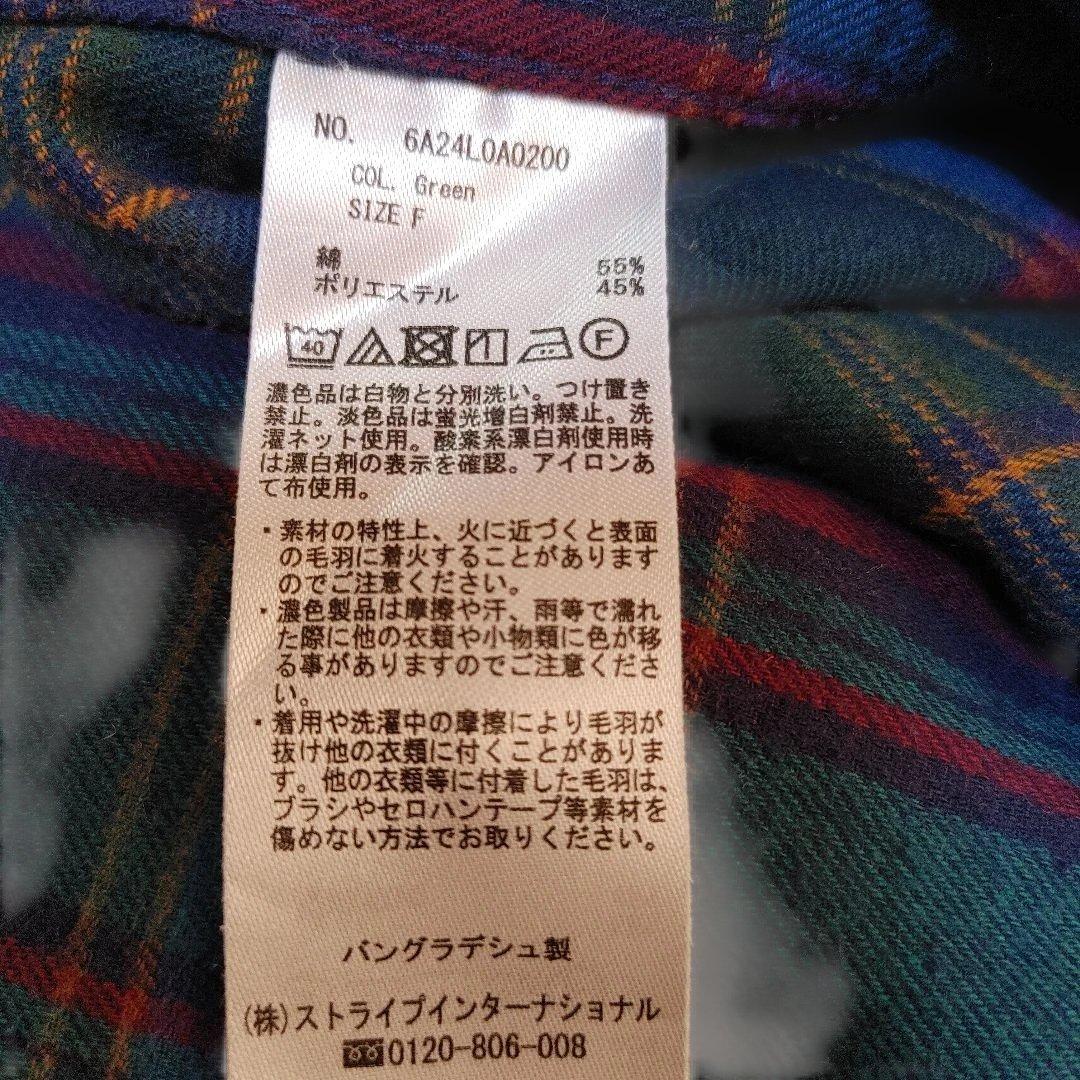 NO. 6A24L0A0200
COL. Green
SIZE F
綿 55%
ポリエステル 45%
40 F
濃色品は白物と分別洗い。つけ置き
禁止。淡色品は蛍光増白剤禁止。洗
濯ネット使用。酸素系漂白剤使用時
は漂白剤の表示を確認。アイロンあ
て布使用。
・素材の特性上、火に近づくと表面
の毛羽に着火することがあります
のでご注意ください。
・濃色製品は摩擦や汗、雨等で濡れ
た際に他の衣類や小物類に色が移
る事がありますのでご注意くださ
い。
・着用や洗濯中の摩擦により毛羽が
抜け他の衣類に付くことがありま
す。他の衣類等に付着した毛羽は、
ブラシやセロハンテープ等素材を
傷めない方法でお取りください。
バングラデシュ製
(株)ストライプインターナショナル
0120-806-008